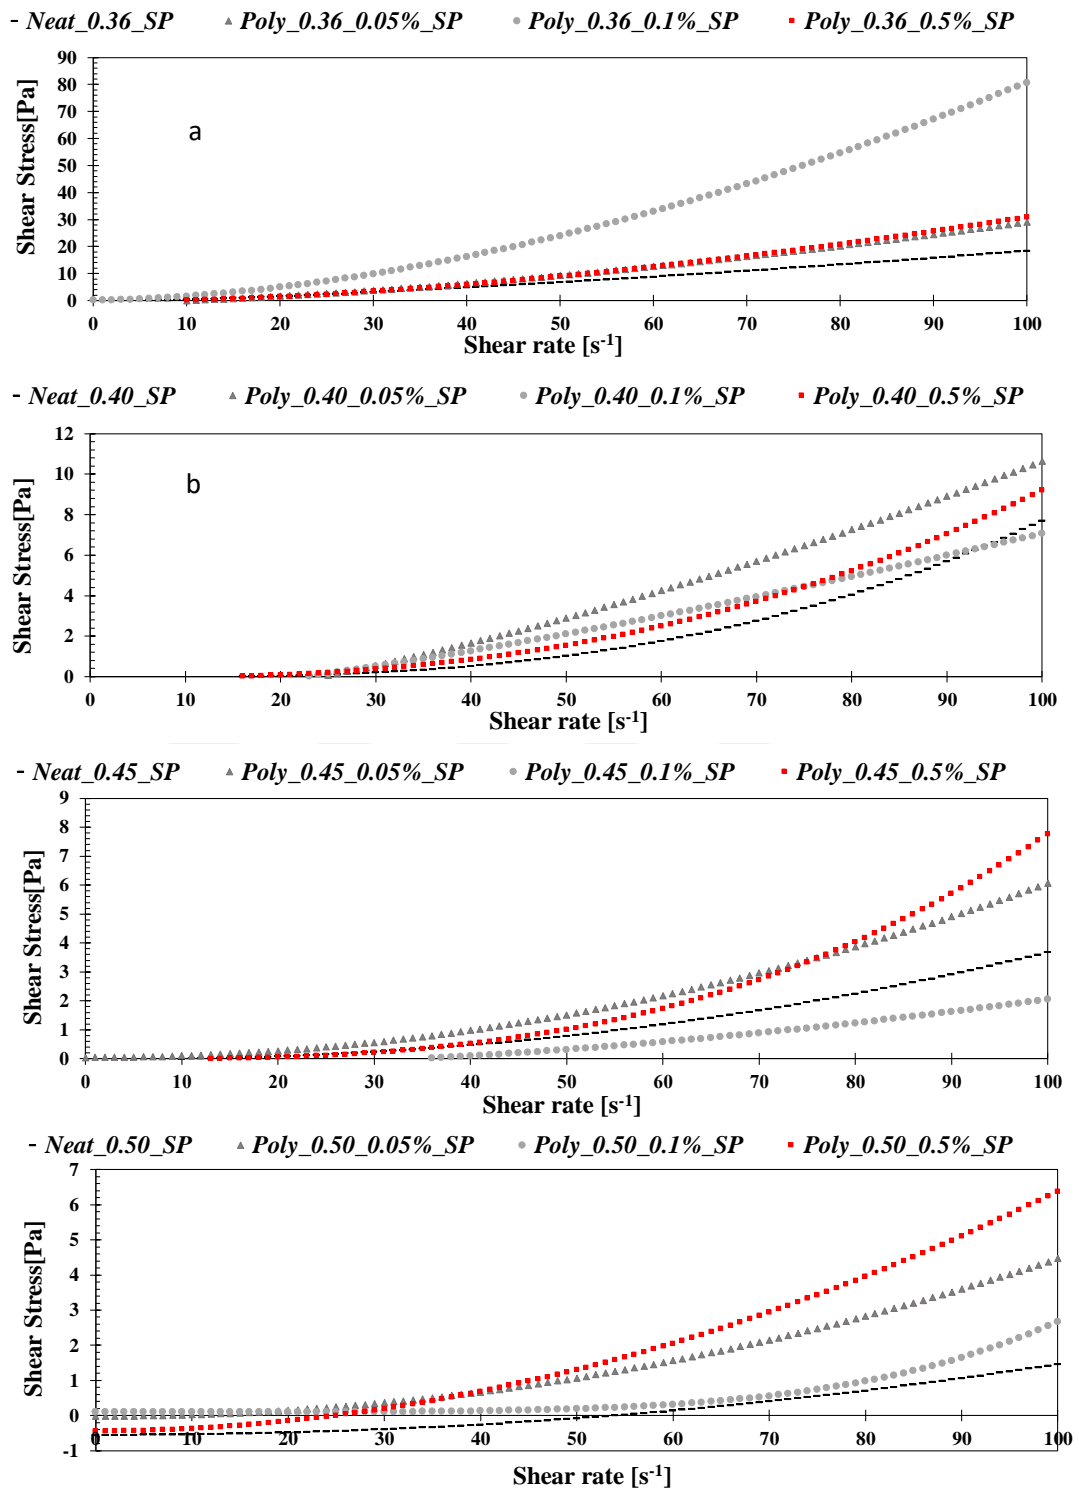 - Neat_0.36_SP Poly_0.36_0.05%_SP Poly_0.36_0.1%_SP Poly_0.36_0.5%_SP
90
80
70
60
50
40
30
20
10
0
Shear Stress[Pa]
a
0 10 20 30 40 50 60 70 80 90 100
Shear rate [s-1]
- Neat_0.40_SP Poly_0.40_0.05%_SP Poly_0.40_0.1%_SP Poly_0.40_0.5%_SP
12
10
8
6
4
2
0
Shear Stress[Pa]
b
0 10 20 30 40 50 60 70 80 90 100
Shear rate [s-1]
- Neat_0.45_SP Poly_0.45_0.05%_SP Poly_0.45_0.1%_SP Poly_0.45_0.5%_SP
9
8
7
6
5
4
3
2
1
0
Shear Stress[Pa]
0 10 20 30 40 50 60 70 80 90 100
Shear rate [s-1]
- Neat_0.50_SP Poly_0.50_0.05%_SP Poly_0.50_0.1%_SP Poly_0.50_0.5%_SP
7
6
5
4
3
2
1
0
-1
Shear Stress[Pa]
0 10 20 30 40 50 60 70 80 90 100
Shear rate [s-1]